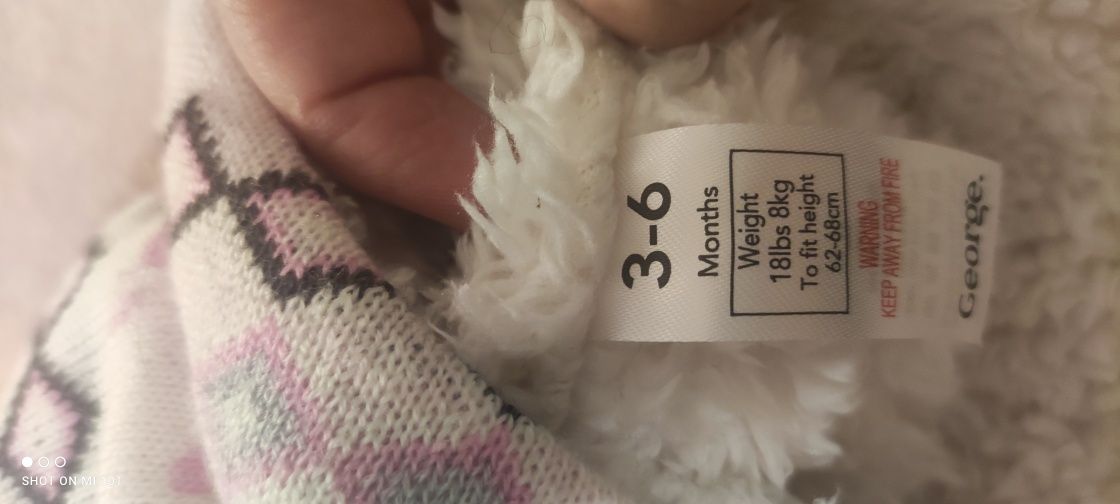 3-6
Months
Weight
18lbs 8kg
To fit height
62-68cm
WARNING
KEEP AWAY FROM FIRE
George.
SHOT ON MI 10T